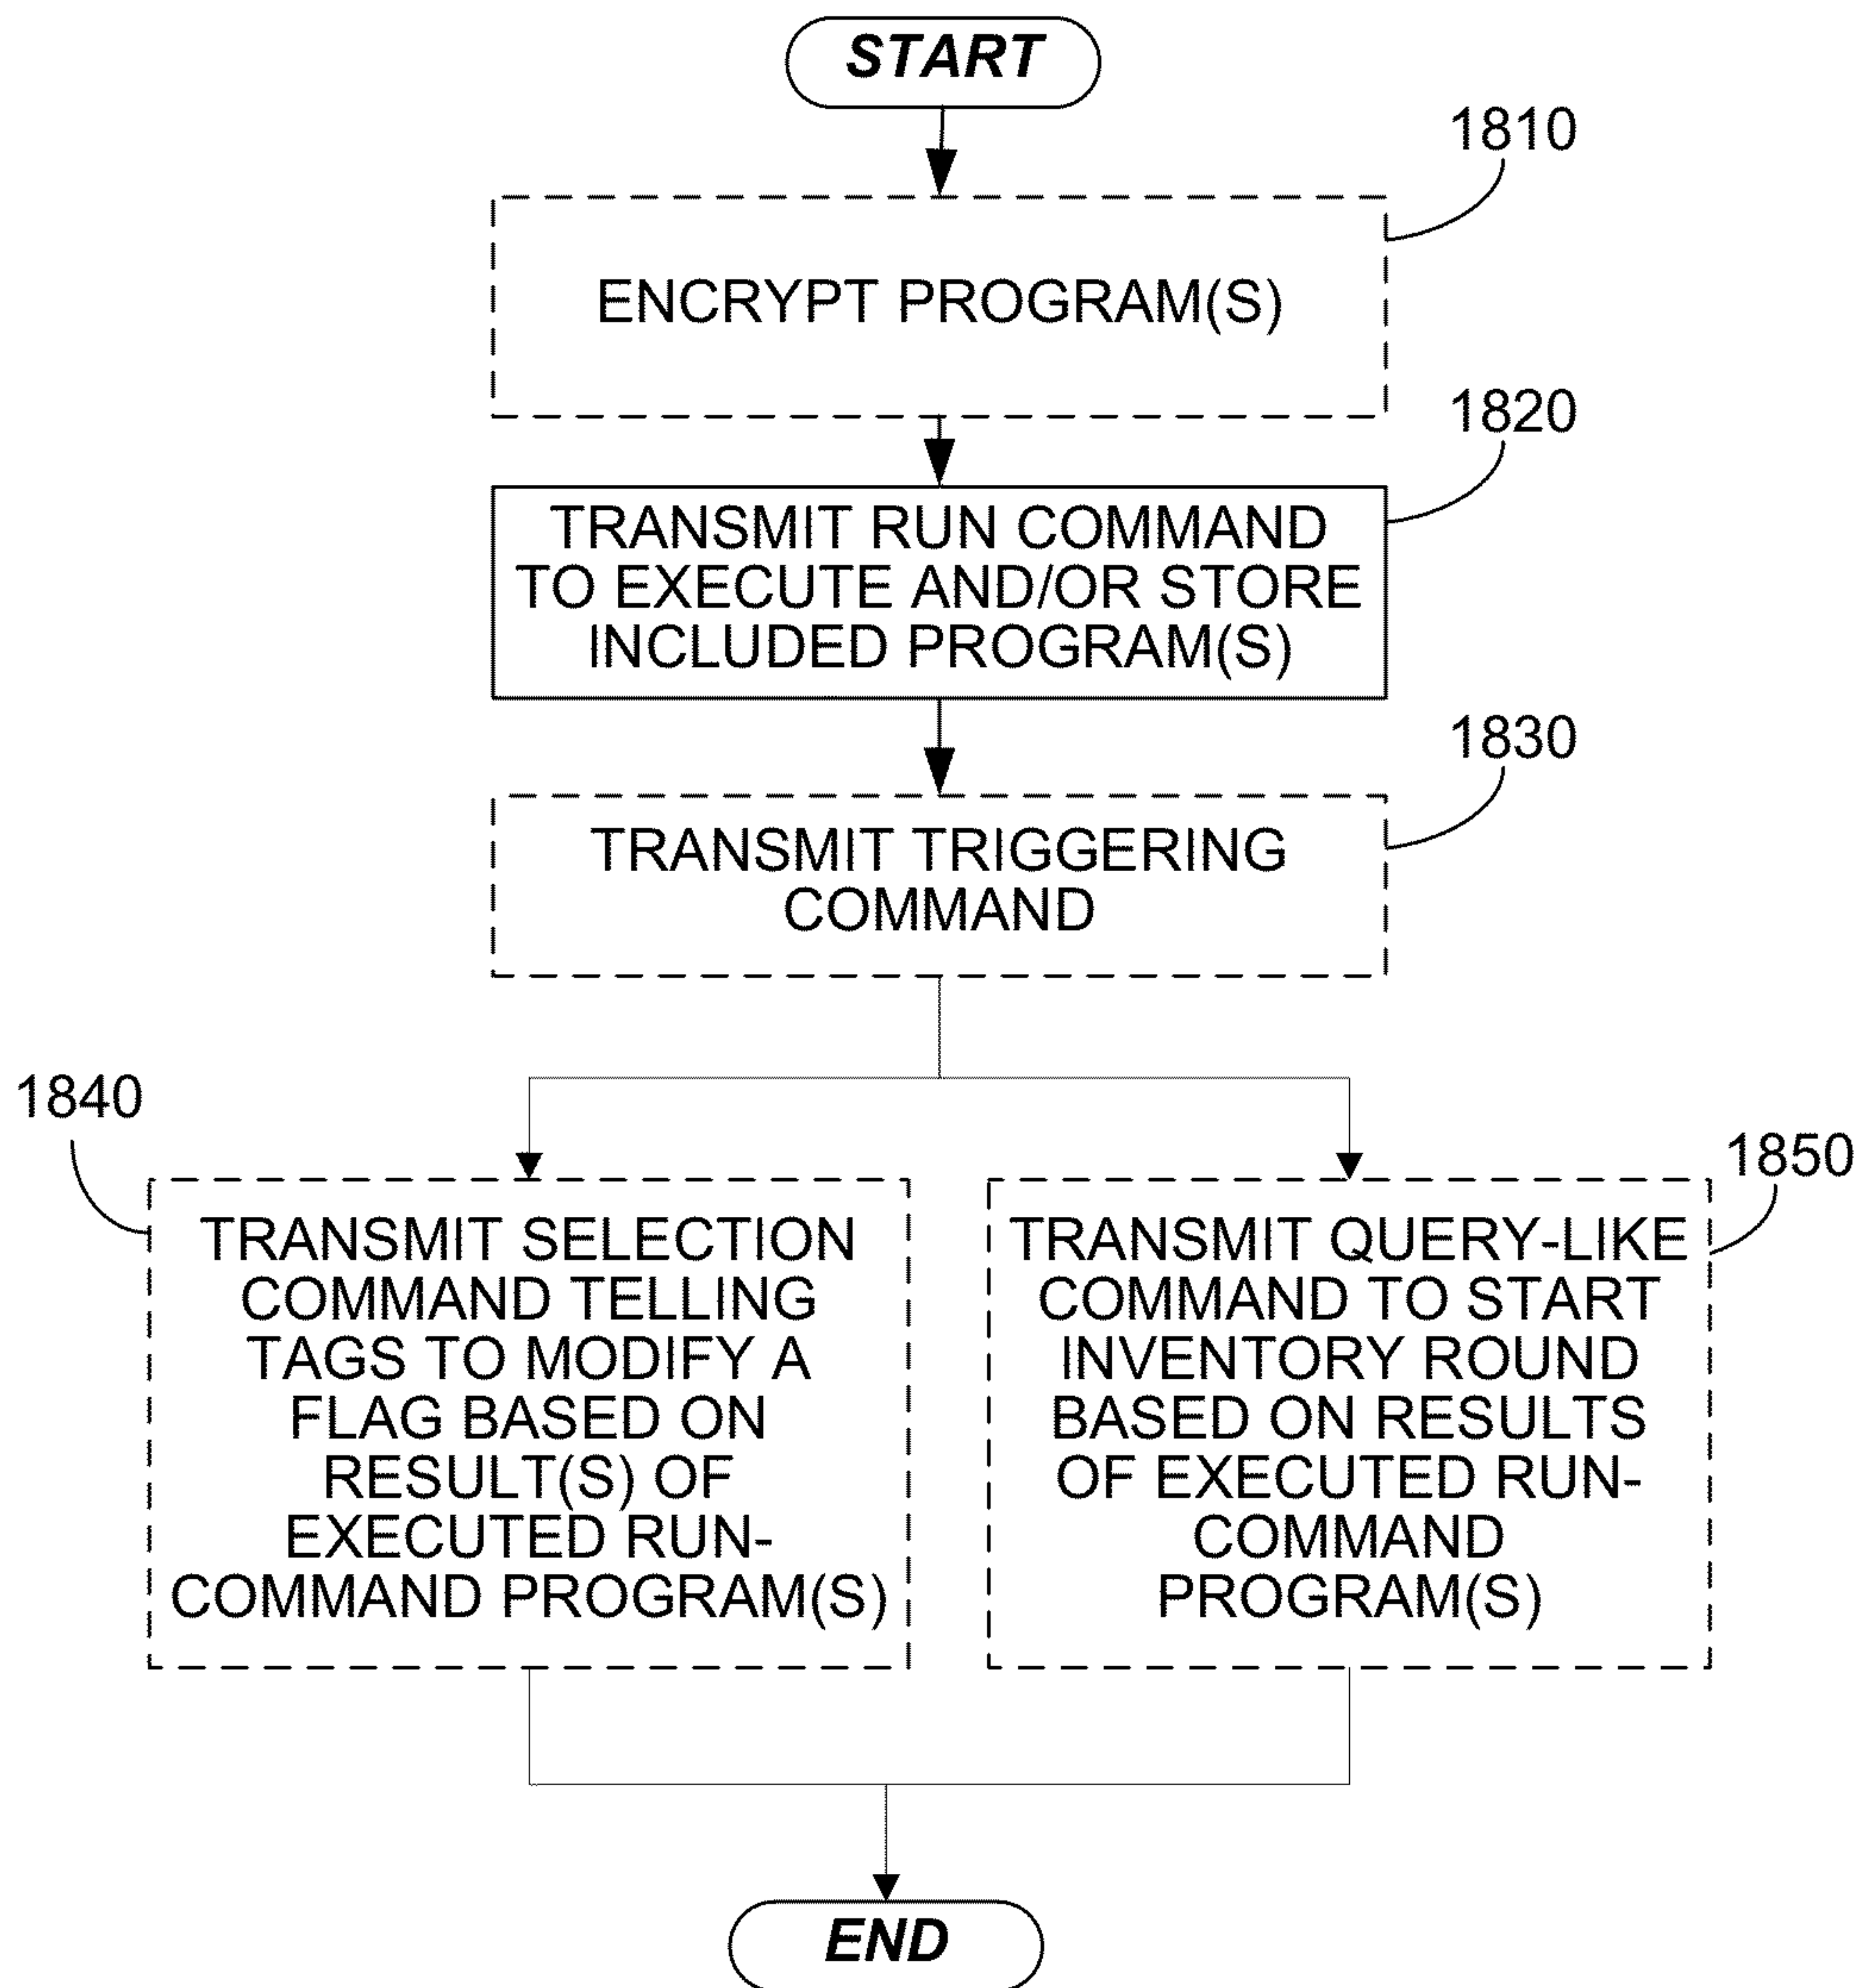 START
1810
ENCRYPT PROGRAM(S)
1820
TRANSMIT RUN COMMAND
TO EXECUTE AND/OR STORE
INCLUDED PROGRAM(S)
1830
TRANSMIT TRIGGERING
COMMAND
1840
TRANSMIT SELECTION
COMMAND TELLING
TAGS TO MODIFY A
FLAG BASED ON
RESULT(S) OF
EXECUTED RUN-
COMMAND PROGRAM(S)
1850
TRANSMIT QUERY-LIKE
COMMAND TO START
INVENTORY ROUND
BASED ON RESULTS
OF EXECUTED RUN-
COMMAND
PROGRAM(S)
END